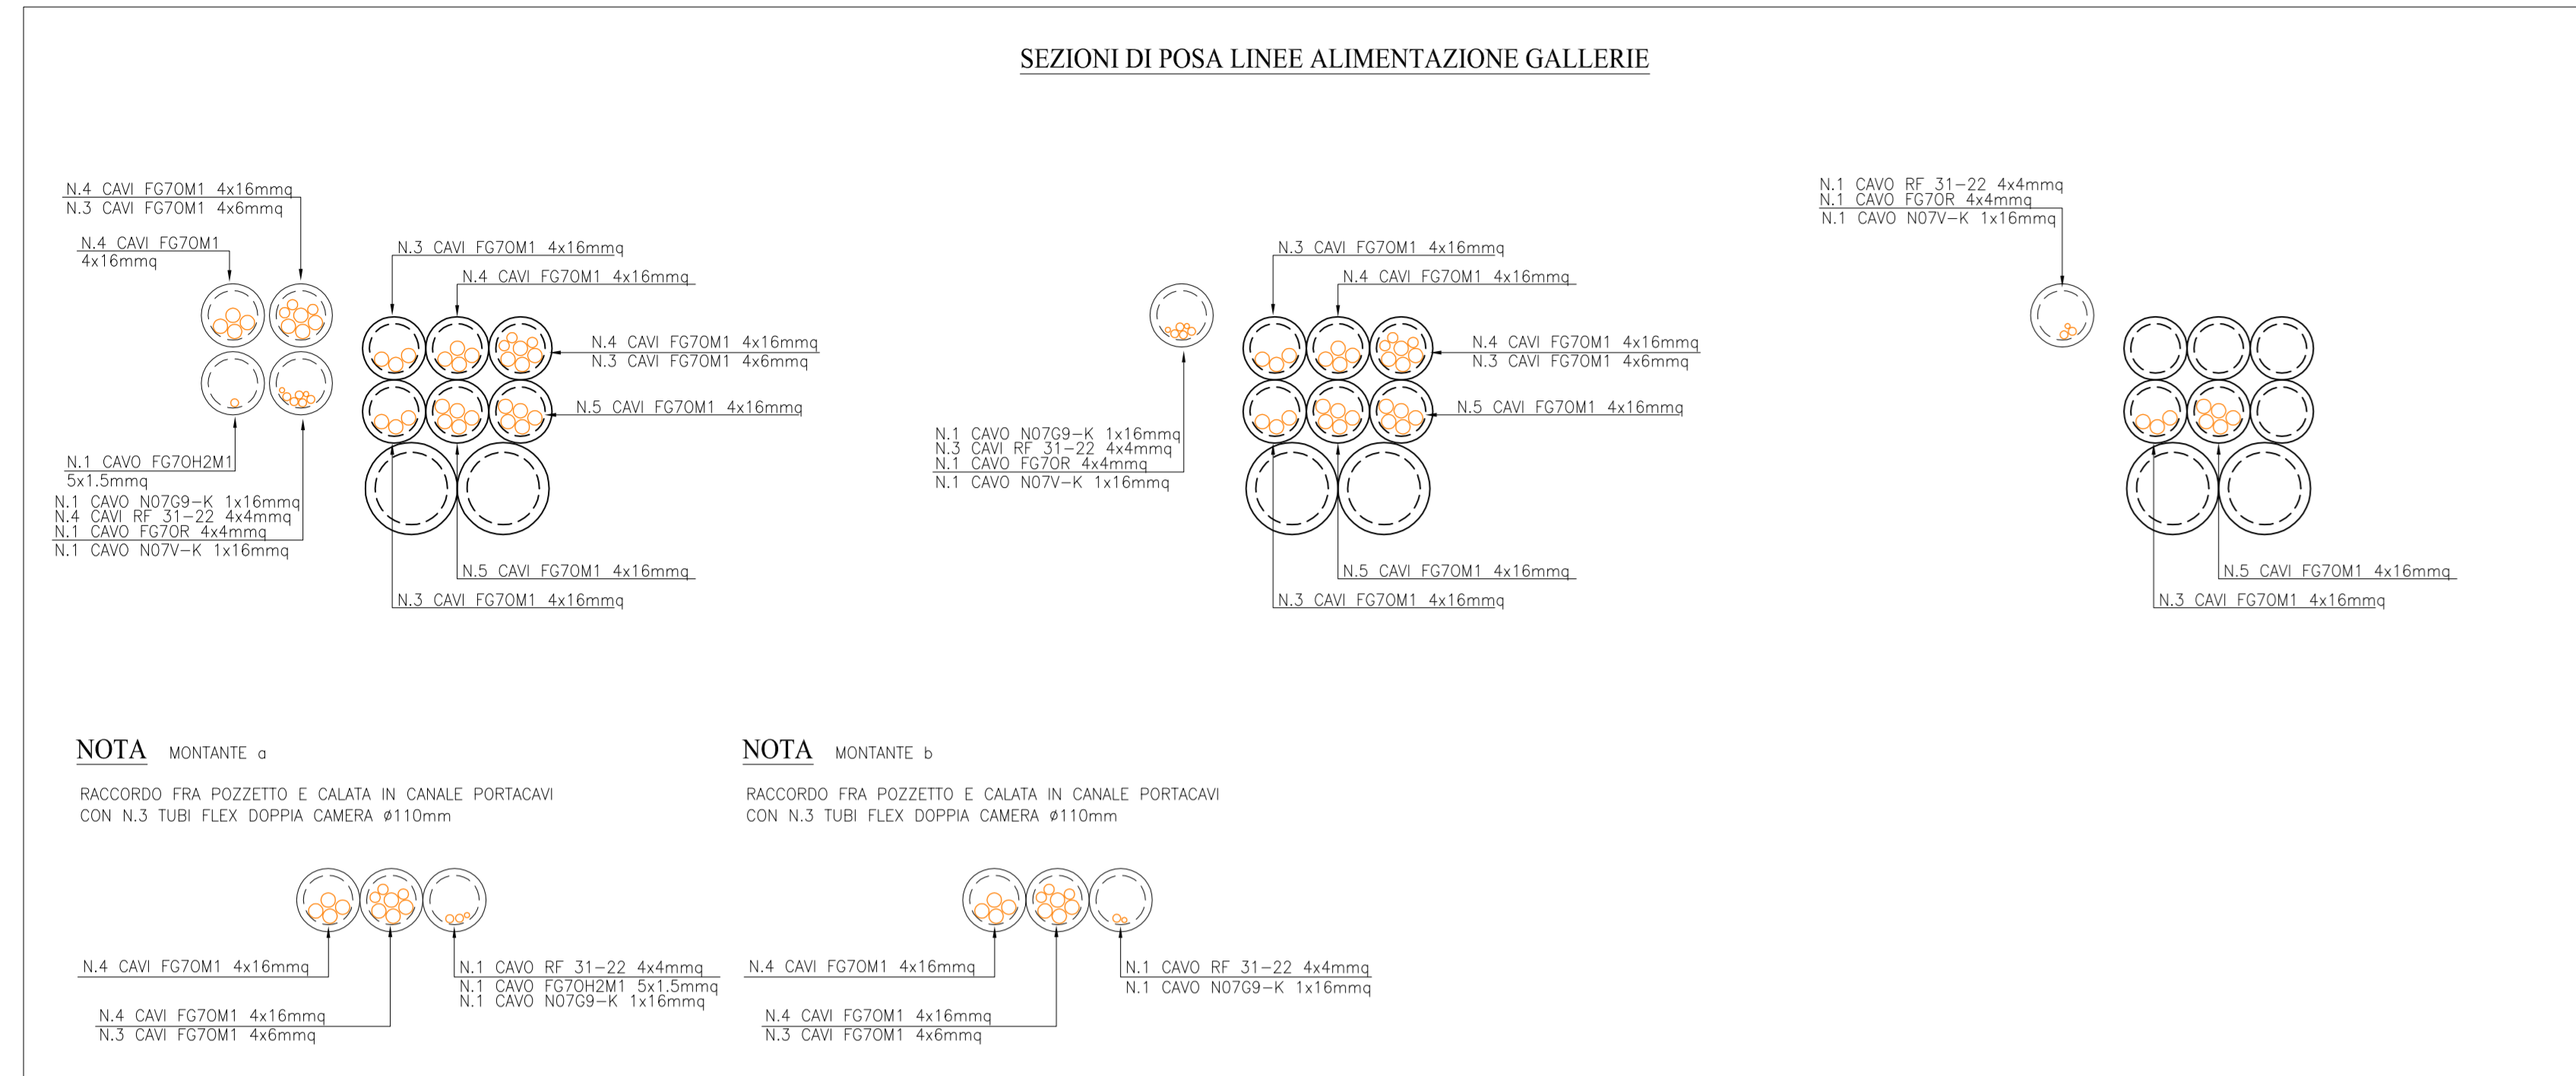 SEZIONI DI POSA LINEE ALIMENTAZIONE GALLERIE
N.4 CAVI FG7OM1 4x16mmq
N.3 CAVI FG7OM1 4x6mmq
N.4 CAVI FG7OM1
4x16mmq
N.1 CAVO FG7OH2M1
5x1.5mmq
N.1 CAVO N07G9-K 1x16mmq
N.4 CAVI RF 31-22 4x4mmq
N.1 CAVO FG7OR 4x4mmq
N.1 CAVO N07V-K 1x16mmq
N.3 CAVI FG7OM1 4x16mmq
N.4 CAVI FG7OM1 4x16mmq
N.4 CAVI FG7OM1 4x16mmq
N.3 CAVI FG7OM1 4x6mmq
N.5 CAVI FG7OM1 4x16mmq
N.5 CAVI FG7OM1 4x16mmq
N.3 CAVI FG7OM1 4x16mmq
N.1 CAVO N07G9-K 1x16mmq
N.3 CAVI RF 31-22 4x4mmq
N.1 CAVO FG7OR 4x4mmq
N.1 CAVO N07V-K 1x16mmq
N.3 CAVI FG7OM1 4x16mmq
N.4 CAVI FG7OM1 4x16mmq
N.4 CAVI FG7OM1 4x16mmq
N.3 CAVI FG7OM1 4x6mmq
N.5 CAVI FG7OM1 4x16mmq
N.5 CAVI FG7OM1 4x16mmq
N.3 CAVI FG7OM1 4x16mmq
N.1 CAVO RF 31-22 4x4mmq
N.1 CAVO FG7OR 4x4mmq
N.1 CAVO N07V-K 1x16mmq
N.5 CAVI FG7OM1 4x16mmq
N.3 CAVI FG7OM1 4x16mmq
NOTA MONTANTE a
RACCORDO FRA POZZETTO E CALATA IN CANALE PORTACAVI
CON N.3 TUBI FLEX DOPPIA CAMERA ø110mm
N.4 CAVI FG7OM1 4x16mmq
N.4 CAVI FG7OM1 4x16mmq
N.3 CAVI FG7OM1 4x6mmq
N.1 CAVO RF 31-22 4x4mmq
N.1 CAVO FG7OH2M1 5x1.5mmq
N.1 CAVO N07G9-K 1x16mmq
NOTA MONTANTE b
RACCORDO FRA POZZETTO E CALATA IN CANALE PORTACAVI
CON N.3 TUBI FLEX DOPPIA CAMERA ø110mm
N.4 CAVI FG7OM1 4x16mmq
N.4 CAVI FG7OM1 4x16mmq
N.3 CAVI FG7OM1 4x6mmq
N.1 CAVO RF 31-22 4x4mmq
N.1 CAVO N07G9-K 1x16mmq